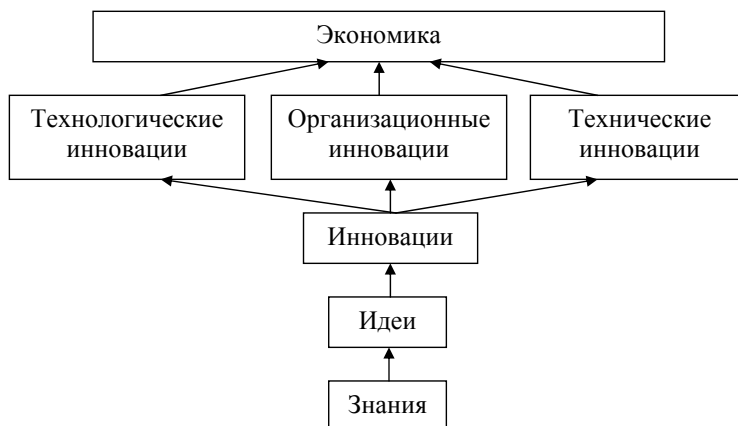 Экономика
Технологические
инновации
Организационные
инновации
Технические
инновации
Инновации
Идеи
Знания